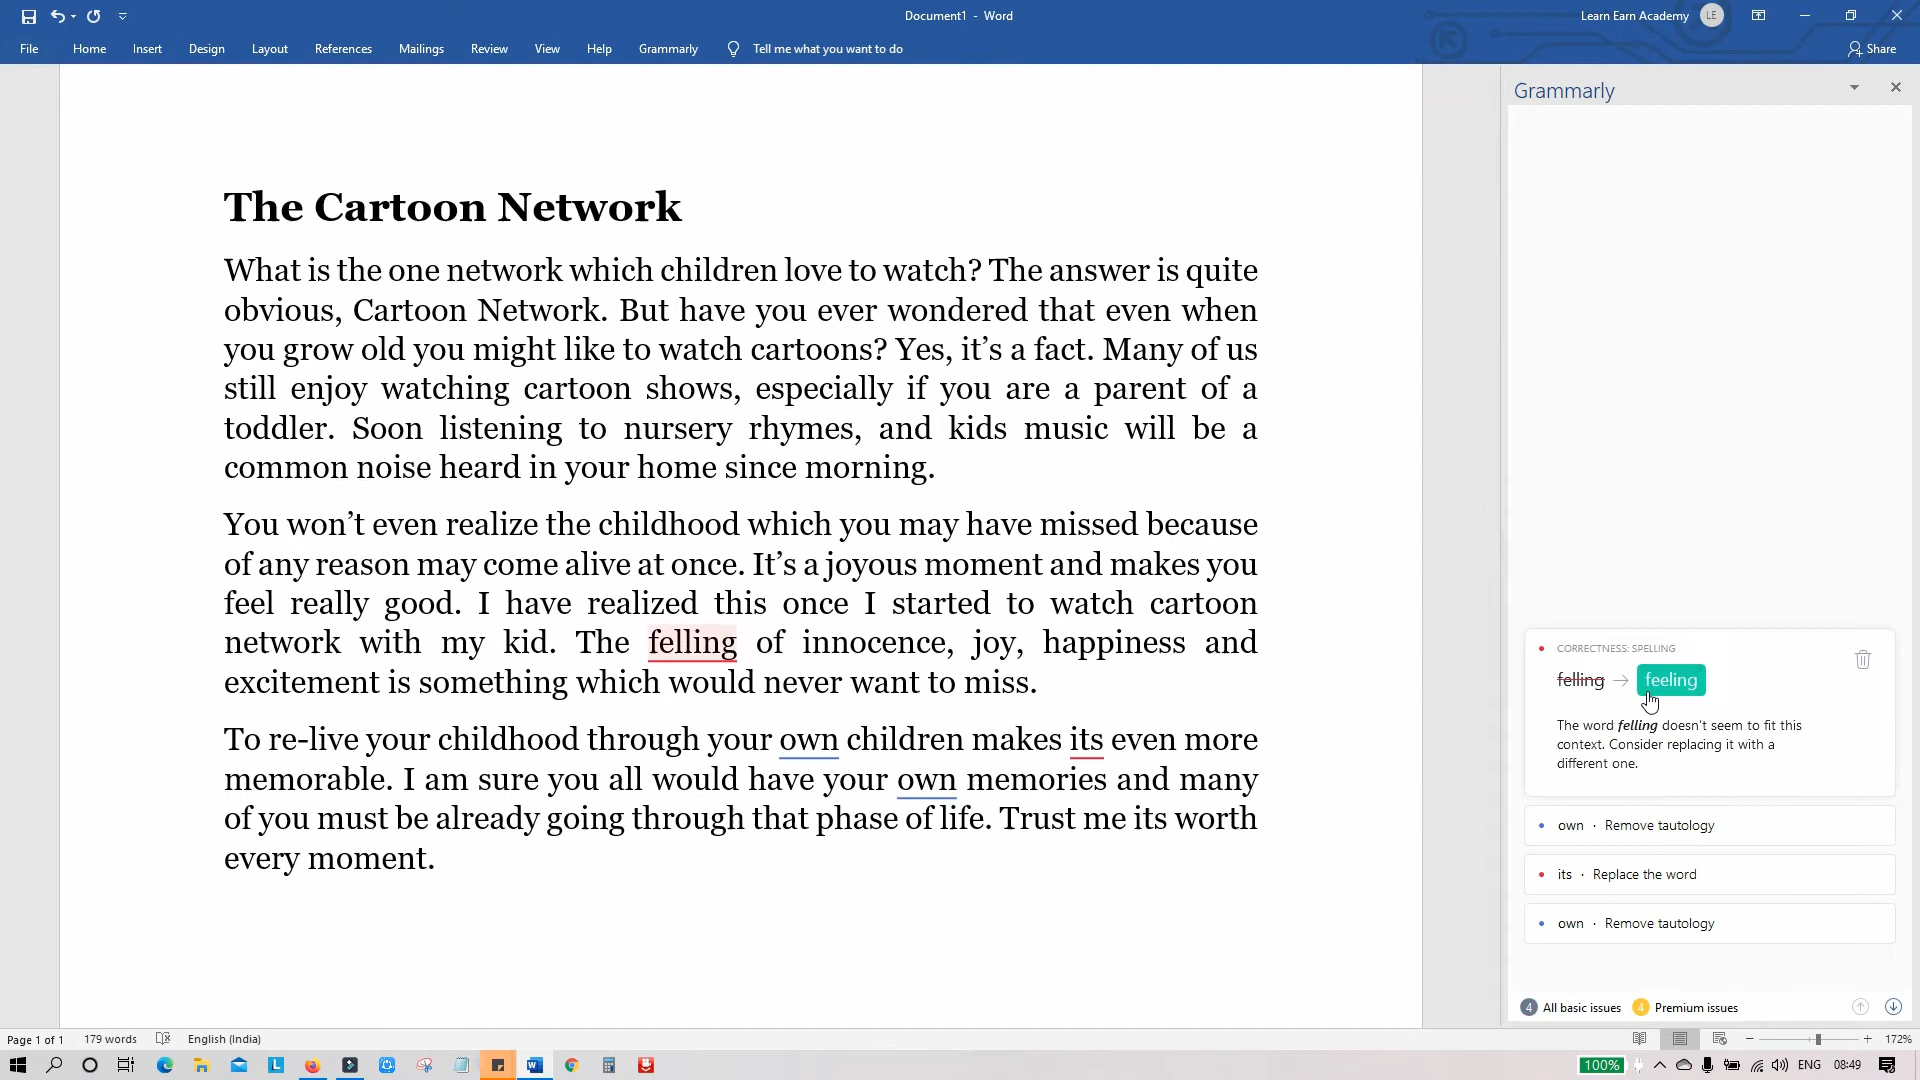 Document1 - Word
Learn Earn Academy
LE
File Home Insert Design Layout References Mailings Review View Help Grammarly Tell me what you want to do Share
The Cartoon Network
What is the one network which children love to watch? The answer is quite
obvious, Cartoon Network. But have you ever wondered that even when
you grow old you might like to watch cartoons? Yes, it’s a fact. Many of us
still enjoy watching cartoon shows, especially if you are a parent of a
toddler. Soon listening to nursery rhymes, and kids music will be a
common noise heard in your home since morning.
You won’t even realize the childhood which you may have missed because
of any reason may come alive at once. It’s a joyous moment and makes you
feel really good. I have realized this once I started to watch cartoon
network with my kid. The felling of innocence, joy, happiness and
excitement is something which would never want to miss.
To re-live your childhood through your own children makes its even more
memorable. I am sure you all would have your own memories and many
of you must be already going through that phase of life. Trust me its worth
every moment.
Grammarly
CORRECTNESS: SPELLING
felling → feeling
The word felling doesn't seem to fit this
context. Consider replacing it with a
different one.
own · Remove tautology
its · Replace the word
own · Remove tautology
4 All basic issues 4 Premium issues
Page 1 of 1 179 words English (India) 172%
100% ENG 08:49